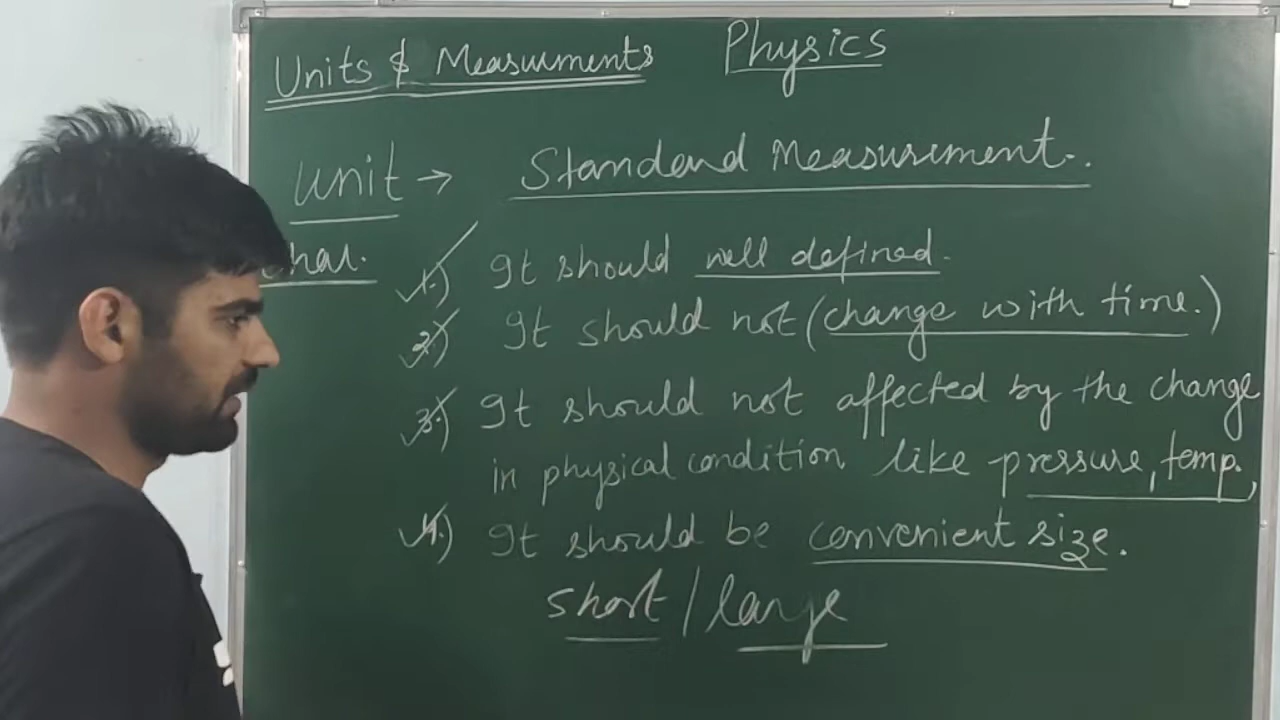 Units & Measurments Physics
Unit → Standard Measurement.
Char.
1.) It should well defined.
2.) It should not (change with time.)
3.) It should not affected by the change
in physical condition like pressure, temp.,
4.) It should be convenient size.
short / large